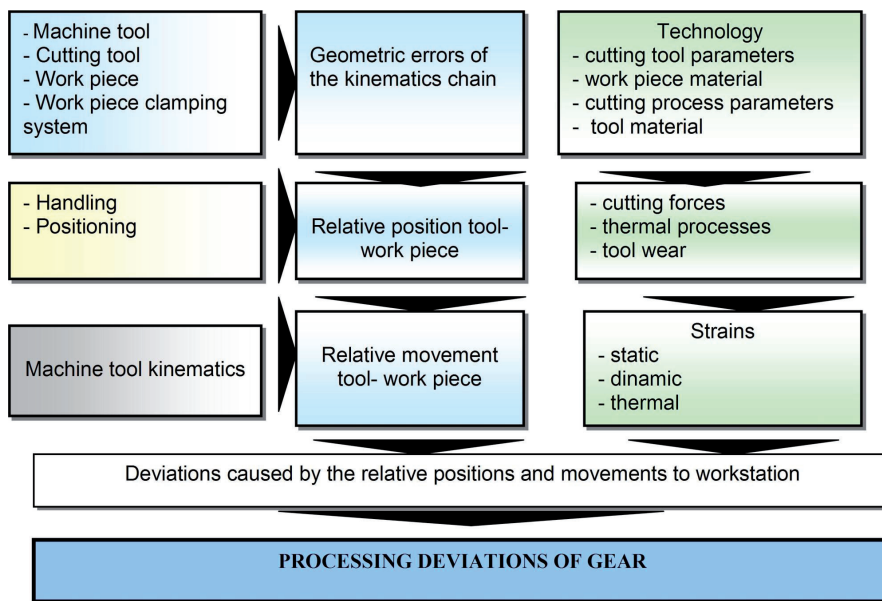 - Machine tool
- Cutting tool
- Work piece
- Work piece clamping
system
Geometric errors of
the kinematics chain
Technology
- cutting tool parameters
- work piece material
- cutting process parameters
- tool material
- Handling
- Positioning
Relative position tool-
work piece
- cutting forces
- thermal processes
- tool wear
Machine tool kinematics
Relative movement
tool- work piece
Strains
- static
- dinamic
- thermal
Deviations caused by the relative positions and movements to workstation
PROCESSING DEVIATIONS OF GEAR